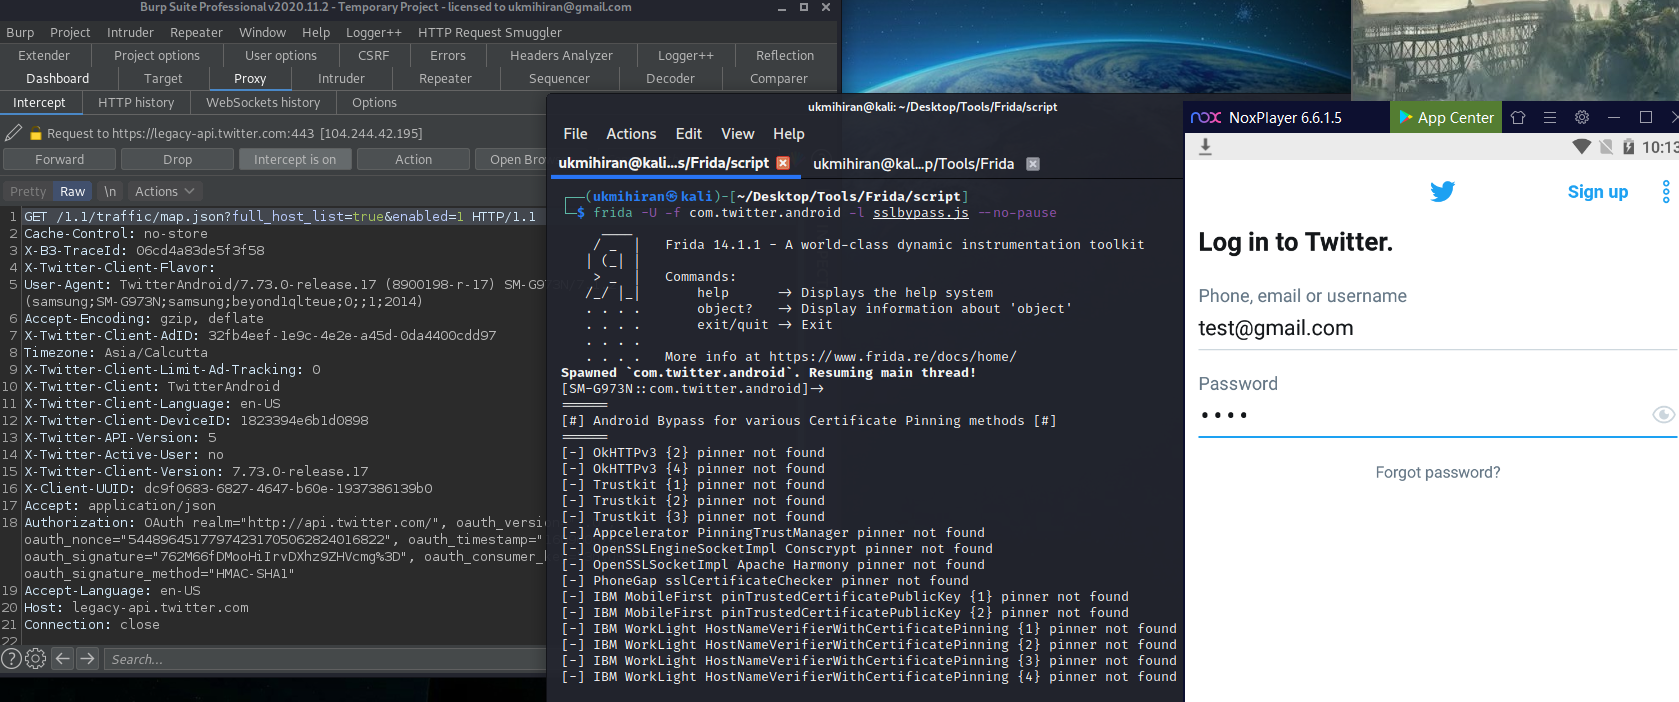 Burp Suite Professional v2020.11.2 - Temporary Project - licensed to ukmihiran@gmail.com
Burp Project Intruder Repeater Window Help Logger++ HTTP Request Smuggler
Extender Project options User options CSRF Errors Headers Analyzer Logger++ Reflection
Dashboard Target Proxy Intruder Repeater Sequencer Decoder Comparer
Intercept HTTP history WebSockets history Options
Request to https://legacy-api.twitter.com:443 [104.244.42.195]
Forward Drop Intercept is on Action Open Bro
Pretty Raw \n Actions
1 GET /1.1/traffic/map.json?full_host_list=true&enabled=1 HTTP/1.1
2 Cache-Control: no-store
3 X-B3-TraceId: 06cd4a83de5f3f58
4 X-Twitter-Client-Flavor:
5 User-Agent: TwitterAndroid/7.73.0-release.17 (8900198-r-17) SM-G973N
(samsung;SM-G973N;samsung;beyond1qlteue;0;;1;2014)
6 Accept-Encoding: gzip, deflate
7 X-Twitter-Client-AdID: 32fb4eef-1e9c-4e2e-a45d-0da4400cdd97
8 Timezone: Asia/Calcutta
9 X-Twitter-Client-Limit-Ad-Tracking: 0
10 X-Twitter-Client: TwitterAndroid
11 X-Twitter-Client-Language: en-US
12 X-Twitter-Client-DeviceID: 1823394e6b1d0898
13 X-Twitter-API-Version: 5
14 X-Twitter-Active-User: no
15 X-Twitter-Client-Version: 7.73.0-release.17
16 X-Client-UUID: dc9f0683-6827-4647-b60e-1937386139b0
17 Accept: application/json
18 Authorization: OAuth realm="http://api.twitter.com/", oauth_version
oauth_nonce="54489645177974231705062824016822", oauth_timestamp="
oauth_signature="762M66fDMooHiIrvDXhz9ZHVcmg%3D", oauth_consumer_k
oauth_signature_method="HMAC-SHA1"
19 Accept-Language: en-US
20 Host: legacy-api.twitter.com
21 Connection: close
22
Search...
ukmihiran@kali: ~/Desktop/Tools/Frida/script
File Actions Edit View Help
ukmihiran@kali...s/Frida/script ukmihiran@kal...p/Tools/Frida
(ukmihiran㉿kali)-[~/Desktop/Tools/Frida/script]
$ frida -U -f com.twitter.android -l sslbypass.js --no-pause
____
/ _  | Frida 14.1.1 - A world-class dynamic instrumentation toolkit
| (_| |
> _  | Commands:
/_/ |_| help -> Displays the help system
. . . . object? -> Display information about 'object'
. . . . exit/quit -> Exit
. . . .
. . . . More info at https://www.frida.re/docs/home/
Spawned `com.twitter.android`. Resuming main thread!
[SM-G973N::com.twitter.android]->
======
[#] Android Bypass for various Certificate Pinning methods [#]
======
[-] OkHTTPv3 {2} pinner not found
[-] OkHTTPv3 {4} pinner not found
[-] Trustkit {1} pinner not found
[-] Trustkit {2} pinner not found
[-] Trustkit {3} pinner not found
[-] Appcelerator PinningTrustManager pinner not found
[-] OpenSSLEngineSocketImpl Conscrypt pinner not found
[-] OpenSSLSocketImpl Apache Harmony pinner not found
[-] PhoneGap sslCertificateChecker pinner not found
[-] IBM MobileFirst pinTrustedCertificatePublicKey {1} pinner not found
[-] IBM MobileFirst pinTrustedCertificatePublicKey {2} pinner not found
[-] IBM WorkLight HostNameVerifierWithCertificatePinning {1} pinner not found
[-] IBM WorkLight HostNameVerifierWithCertificatePinning {2} pinner not found
[-] IBM WorkLight HostNameVerifierWithCertificatePinning {3} pinner not found
[-] IBM WorkLight HostNameVerifierWithCertificatePinning {4} pinner not found
nox NoxPlayer 6.6.1.5 App Center
10:13
Sign up
Log in to Twitter.
Phone, email or username
test@gmail.com
Password
••••
Forgot password?